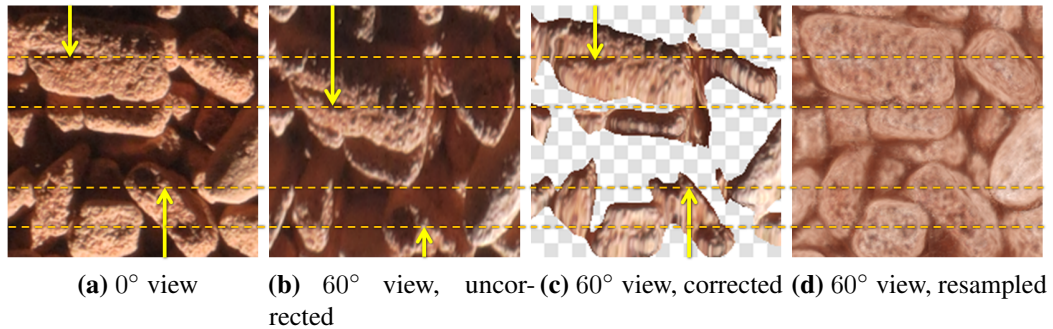 (a) 0° view
(b) 60° view, uncor-
rected
(c) 60° view, corrected
(d) 60° view, resampled